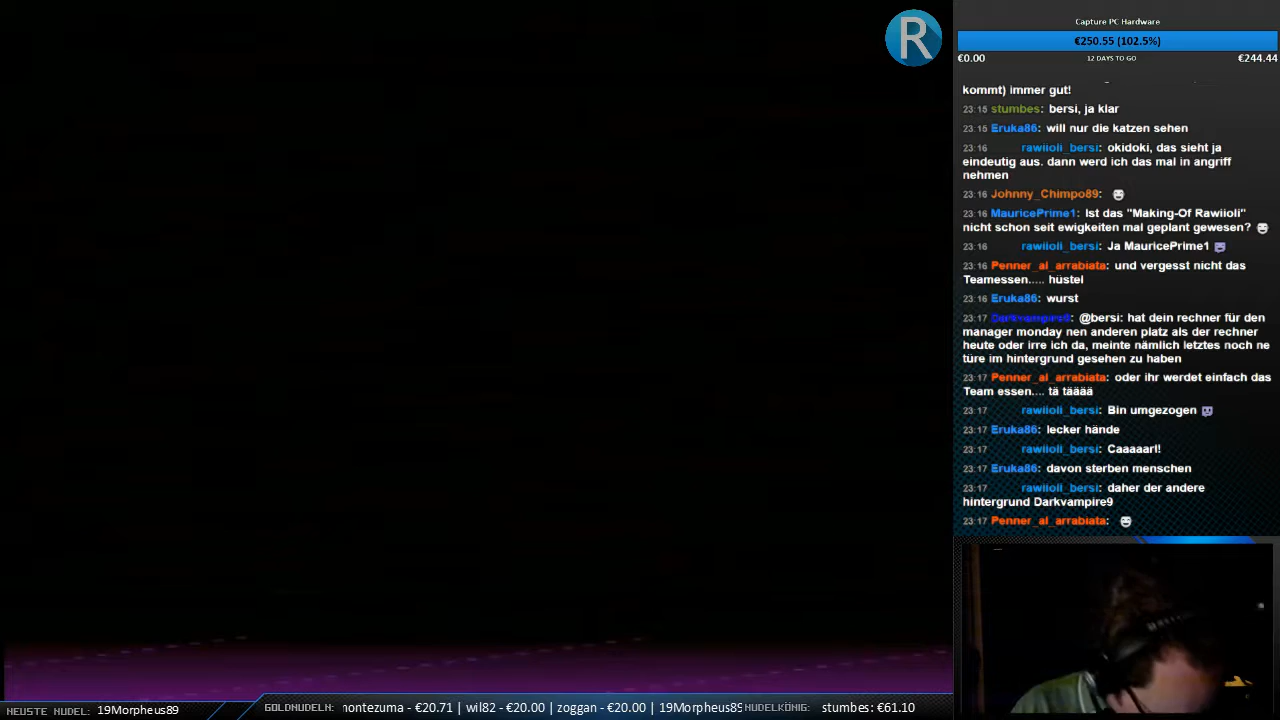 R
Capture PC Hardware
€250.55 (102.5%)
€0.00 12 DAYS TO GO €244.44
kommt) immer gut!
23:15 stumbes: bersi, ja klar
23:15 Eruka86: will nur die katzen sehen
23:16 rawiioli_bersi: okidoki, das sieht ja
eindeutig aus. dann werd ich das mal in angriff
nehmen
23:16 Johnny_Chimpo89:
23:16 MauricePrime1: Ist das "Making-Of Rawiioli"
nicht schon seit ewigkeiten mal geplant gewesen?
23:16 rawiioli_bersi: Ja MauricePrime1
23:16 Penner_al_arrabiata: und vergesst nicht das
Teamessen..... hüstel
23:16 Eruka86: wurst
23:17 Darkvampire9: @bersi: hat dein rechner für den
manager monday nen anderen platz als der rechner
heute oder irre ich da, meinte nämlich letztes noch ne
türe im hintergrund gesehen zu haben
23:17 Penner_al_arrabiata: oder ihr werdet einfach das
Team essen.... tä tääää
23:17 rawiioli_bersi: Bin umgezogen
23:17 Eruka86: lecker hände
23:17 rawiioli_bersi: Caaaarl!
23:17 Eruka86: davon sterben menschen
23:17 rawiioli_bersi: daher der andere
hintergrund Darkvampire9
23:17 Penner_al_arrabiata:
NEUSTE NUDEL: 19Morpheus89
GOLDNUDELN: nontezuma - €20.71 | wil82 - €20.00 | zoggan - €20.00 | 19Morpheus89
NUDELKÖNIG: stumbes: €61.10